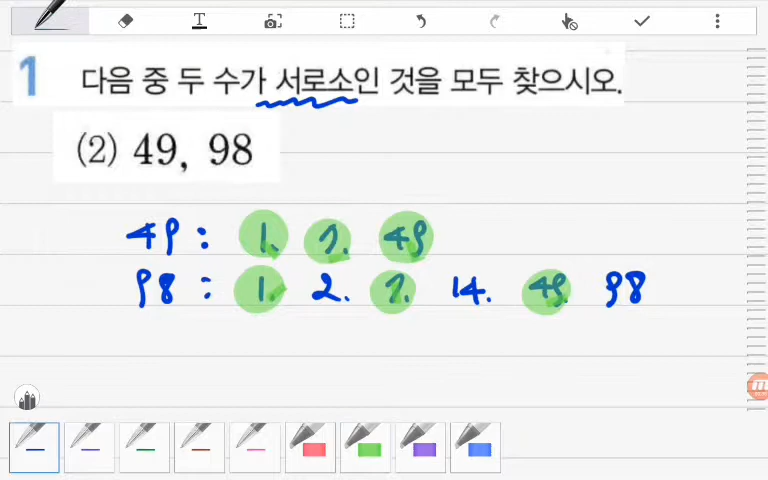 1 다음 중 두 수가 서로소인 것을 모두 찾으시오.
(2) 49, 98
49 : 1. 7. 49
98 : 1. 2. 7. 14. 49. 98